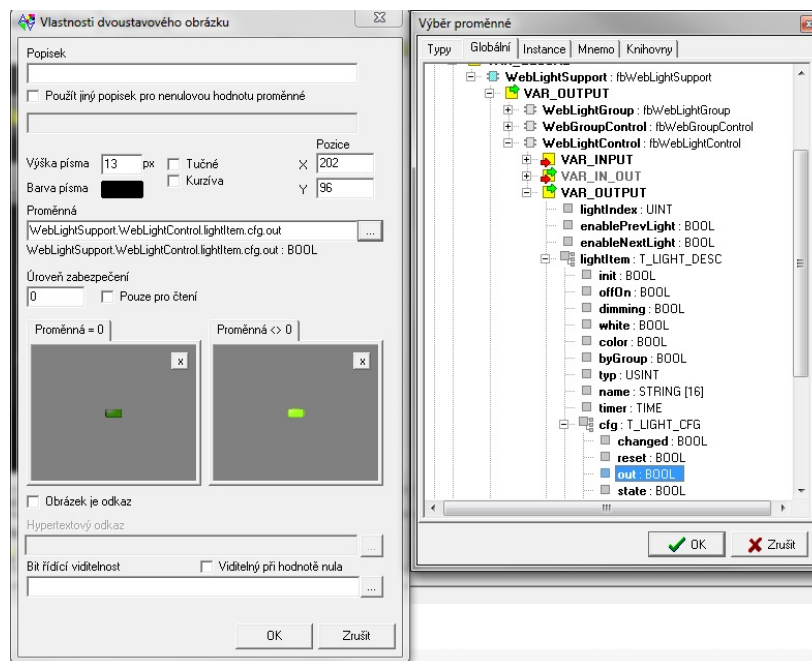 Vlastnosti dvoustavového obrázku
Popisek
Použít jiný popisek pro nenulovou hodnotu proměnné
Pozice
Výška písma 13 px Tučné X 202
Barva písma Kurzíva Y 96
Proměnná
WebLightSupport.WebLightControl.lightItem.cfg.out ...
WebLightSupport.WebLightControl.lightItem.cfg.out : BOOL
Úroveň zabezpečení
0 Pouze pro čtení
Proměnná = 0 Proměnná <> 0
x x
Obrázek je odkaz
Hypertextový odkaz
...
Bit řídící viditelnost Viditelný při hodnotě nula
...
OK Zrušit
Výběr proměnné
Typy Globální Instance Mnemo Knihovny
WebLightSupport : fbWebLightSupport
VAR_OUTPUT
WebLightGroup : fbWebLightGroup
WebGroupControl : fbWebGroupControl
WebLightControl : fbWebLightControl
VAR_INPUT
VAR_IN_OUT
VAR_OUTPUT
lightIndex : UINT
enablePrevLight : BOOL
enableNextLight : BOOL
lightItem : T_LIGHT_DESC
init : BOOL
offOn : BOOL
dimming : BOOL
white : BOOL
color : BOOL
byGroup : BOOL
typ : USINT
name : STRING [16]
timer : TIME
cfg : T_LIGHT_CFG
changed : BOOL
reset : BOOL
out : BOOL
state : BOOL
OK Zrušit